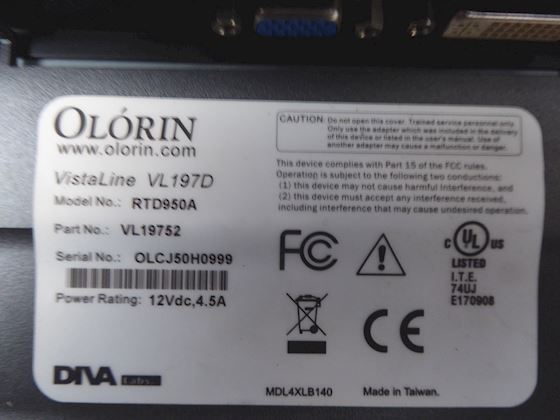 OLÓRIN
www.olorin.com
CAUTION: Do not open this cover. Trained service personnel only.
Only use the adapter which was included in the delivery
of this device or listed in the user's manual. Use of
another adapter may cause a malfunction or danger.
VistaLine VL197D
Model No.: RTD950A
Part No.: VL19752
Serial No.: OLCJ50H0999
Power Rating: 12Vdc,4.5A
This device complies with Part 15 of the FCC rules.
Operation is subject to the following two conductions:
(1) this device may not cause harmful Interference, and
(2) this device must accept any interference received,
including interference that may cause undesired operation.
FC
C UL US
LISTED
I.T.E.
74UJ
E170908
CE
DIVA Labs.
MDL4XLB140
Made in Taiwan.